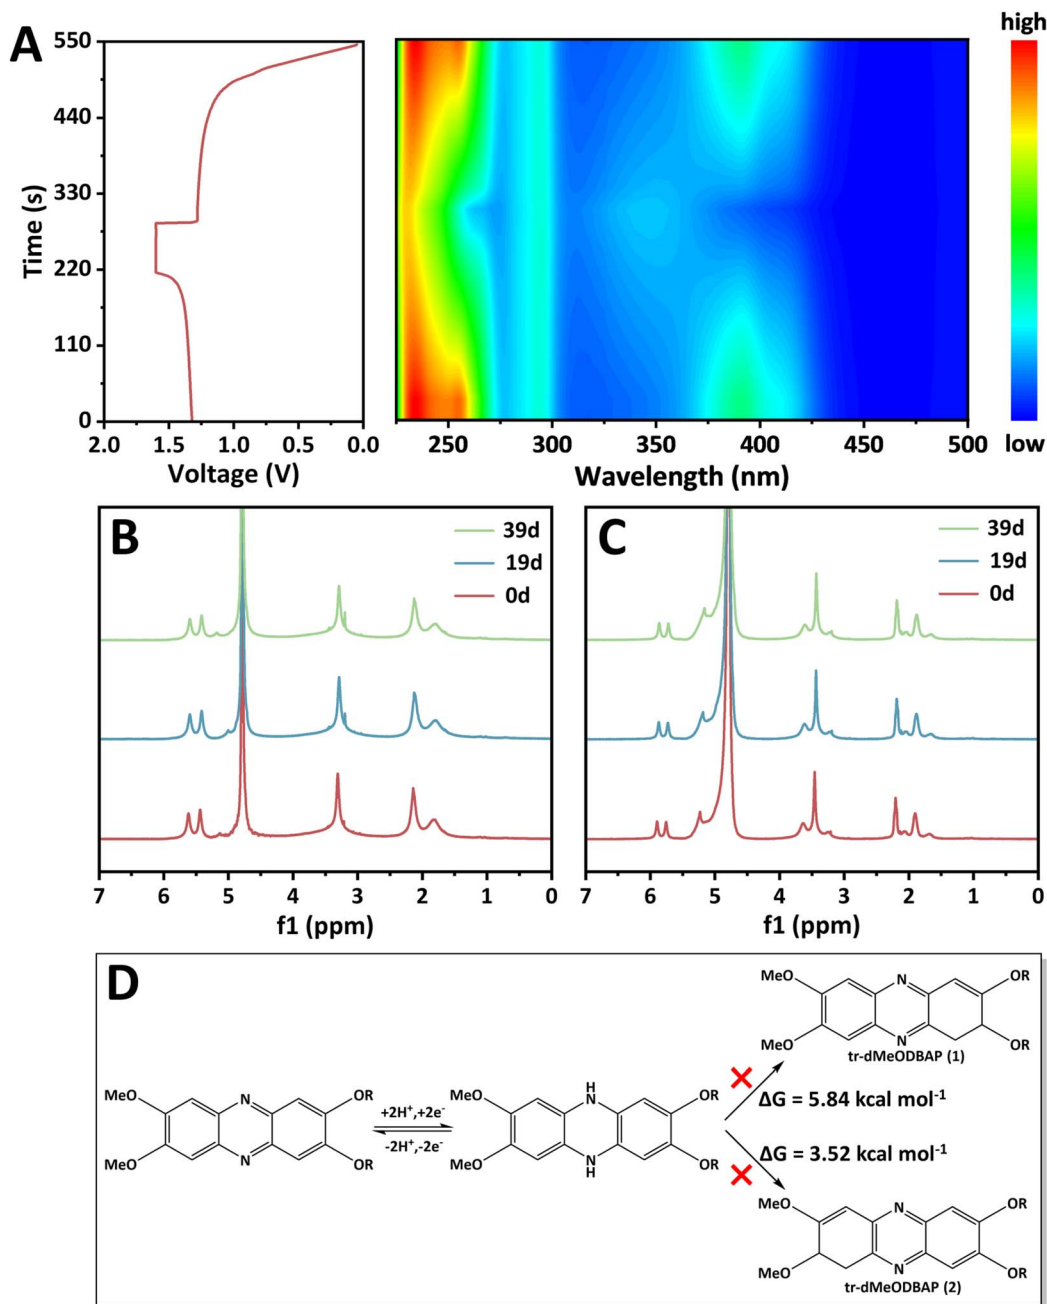 A
high
550
440
330
220
110
0
Time (s)
2.0 1.5 1.0 0.5 0.0
Voltage (V)
250 300 350 400 450 500
Wavelength (nm)
low
B
39d
19d
0d
7 6 5 4 3 2 1 0
f1 (ppm)
C
39d
19d
0d
7 6 5 4 3 2 1 0
f1 (ppm)
D
MeO
MeO
N
N
OR
OR
+2H⁺,+2e⁻
-2H⁺,-2e⁻
MeO
MeO
H
N
N
H
OR
OR
MeO
MeO
N
N
OR
OR
tr-dMeODBAP (1)
ΔG = 5.84 kcal mol⁻¹
ΔG = 3.52 kcal mol⁻¹
MeO
MeO
N
N
OR
OR
tr-dMeODBAP (2)